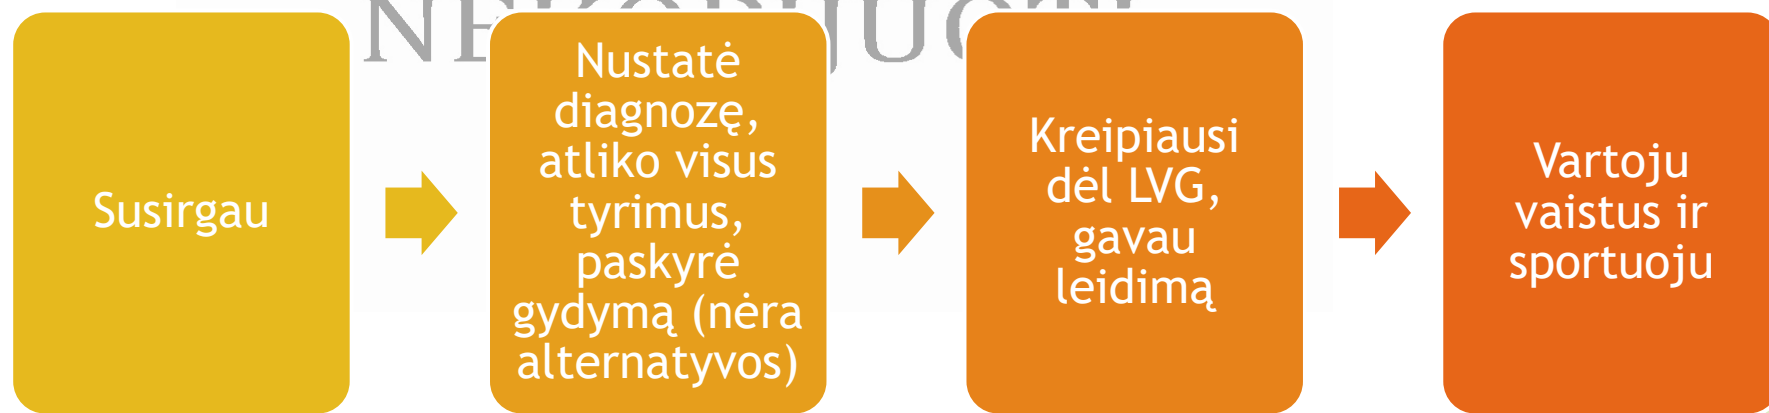 NEKOPIJUOTI
Susirgau
Nustatė
diagnozę,
atliko visus
tyrimus,
paskyrė
gydymą (nėra
alternatyvos)
Kreipiausi
dėl LVG,
gavau
leidimą
Vartoju
vaistus ir
sportuoju